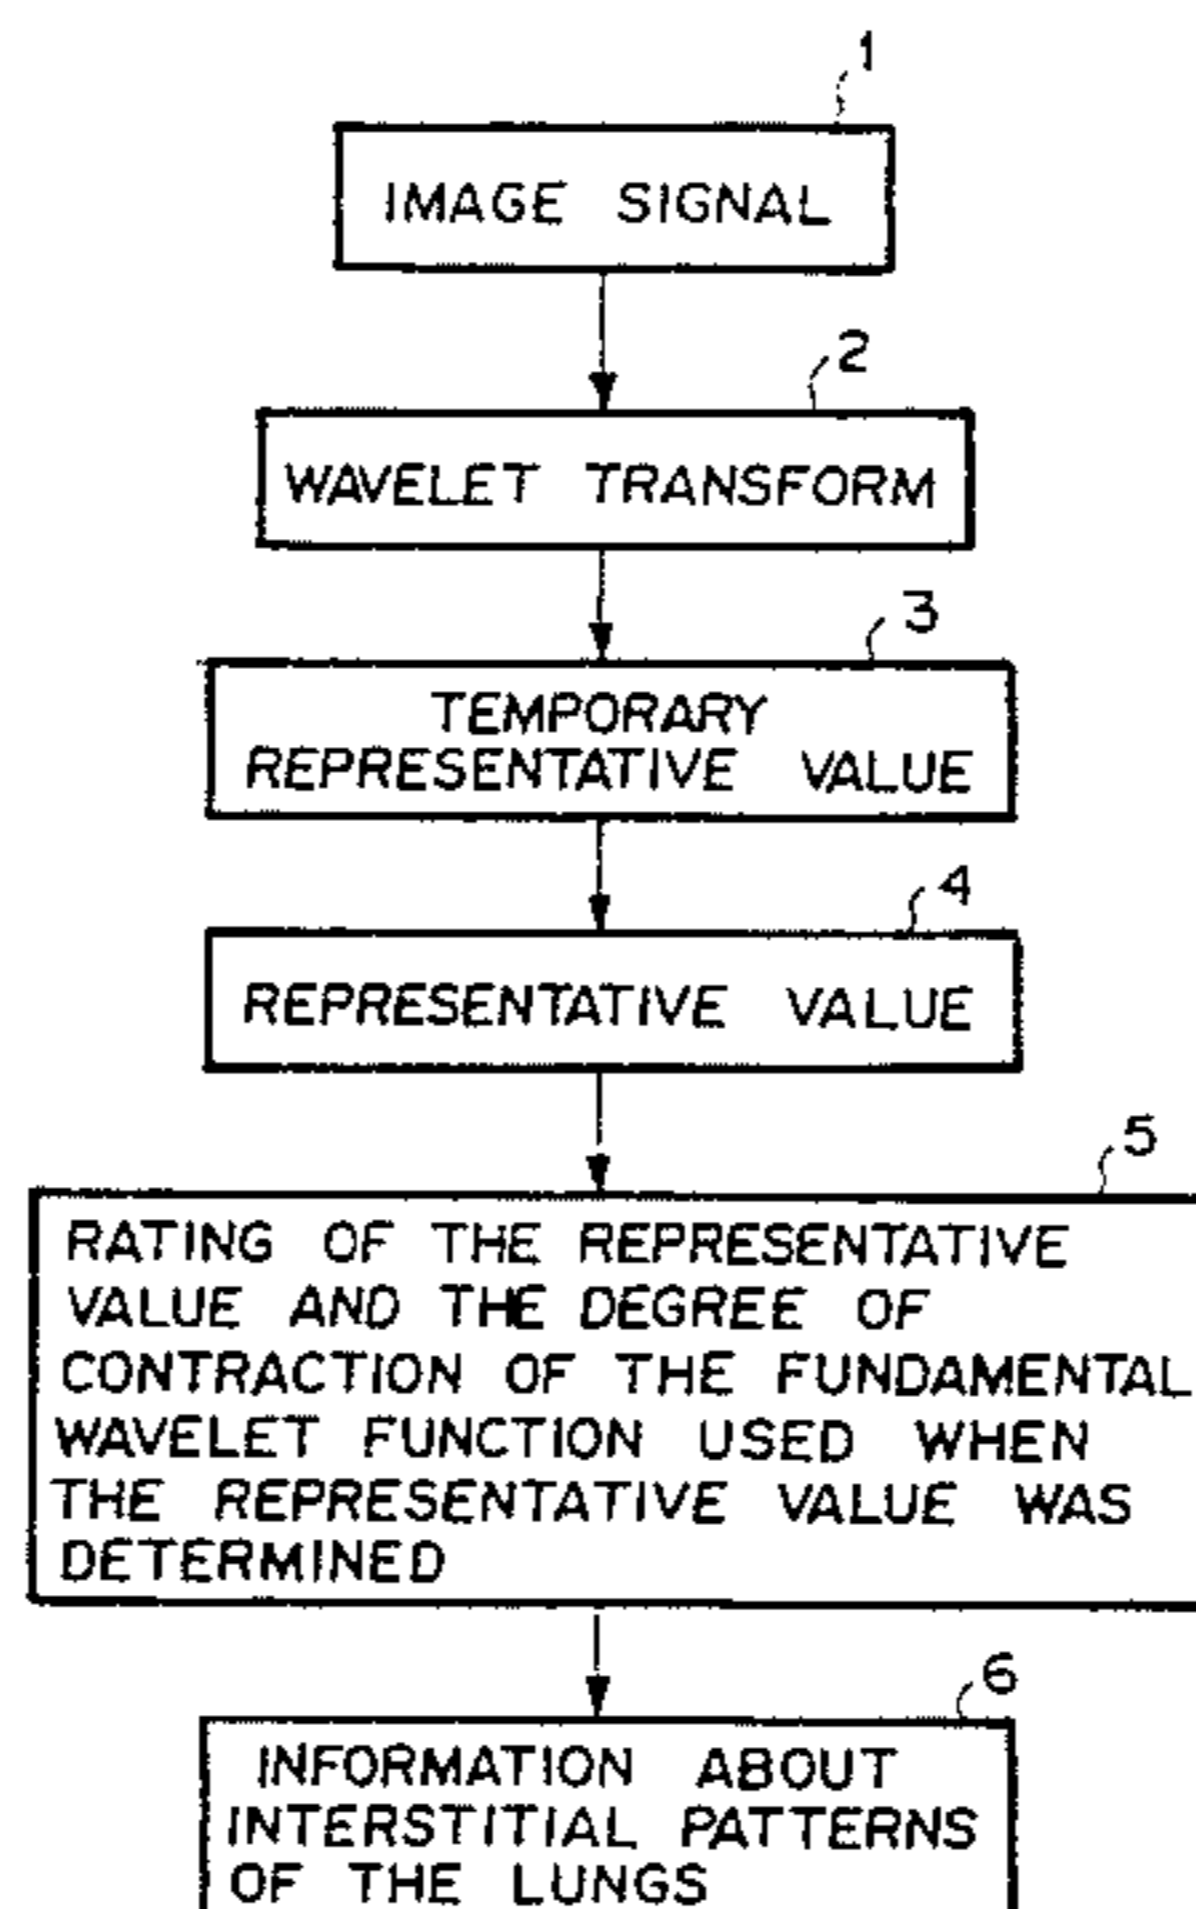 1
IMAGE SIGNAL
2
WAVELET TRANSFORM
3
TEMPORARY
REPRESENTATIVE VALUE
4
REPRESENTATIVE VALUE
5
RATING OF THE REPRESENTATIVE
VALUE AND THE DEGREE OF
CONTRACTION OF THE FUNDAMENTAL
WAVELET FUNCTION USED WHEN
THE REPRESENTATIVE VALUE WAS
DETERMINED
6
INFORMATION ABOUT
INTERSTITIAL PATTERNS
OF THE LUNGS